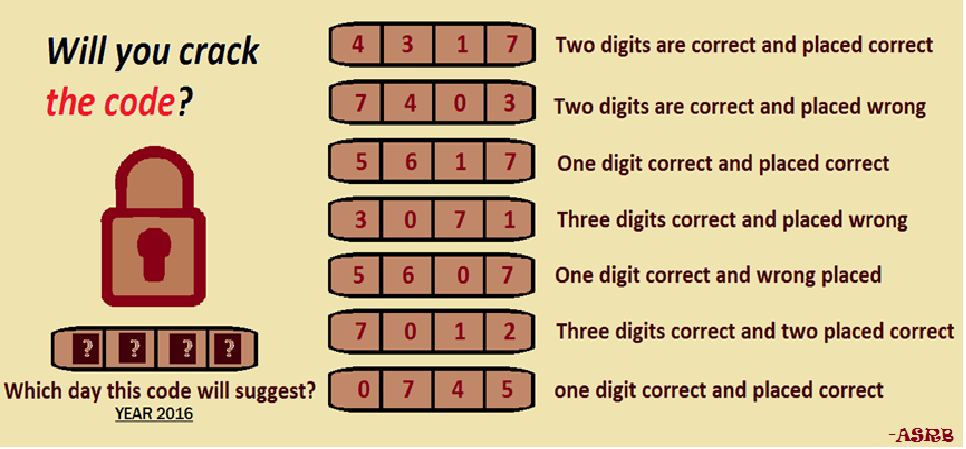 Will you crack
the code?
? ? ? ?
Which day this code will suggest?
YEAR 2016
4 3 1 7 Two digits are correct and placed correct
7 4 0 3 Two digits are correct and placed wrong
5 6 1 7 One digit correct and placed correct
3 0 7 1 Three digits correct and placed wrong
5 6 0 7 One digit correct and wrong placed
7 0 1 2 Three digits correct and two placed correct
0 7 4 5 one digit correct and placed correct
-ASRB